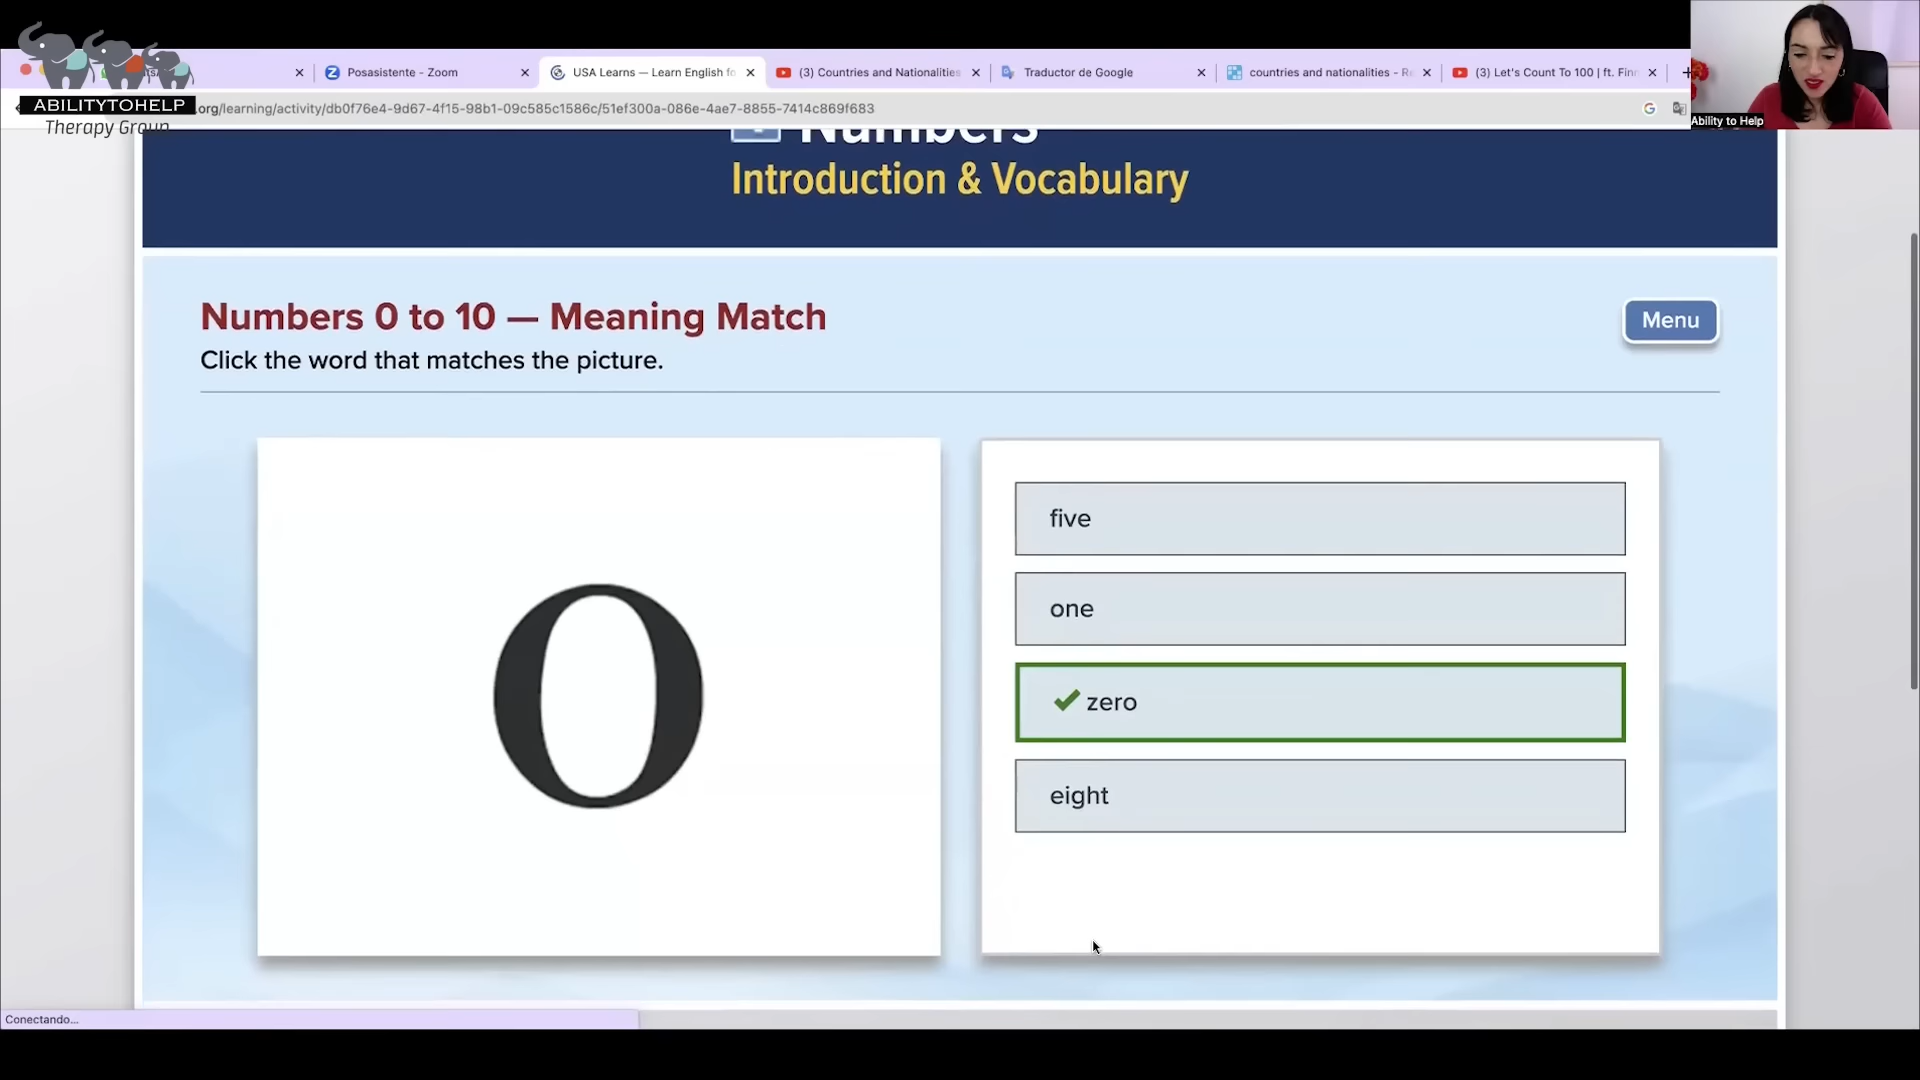 ABILITYTOHELP
Therapy Group
Posasistente - Zoom
USA Learns — Learn English fo
(3) Countries and Nationalities
Traductor de Google
countries and nationalities - R
(3) Let's Count To 100 | ft. Finn
.org/learning/activity/db0f76e4-9d67-4f15-98b1-09c585c1586c/51ef300a-086e-4ae7-8855-7414c869f683
Ability to Help
Numbers
Introduction & Vocabulary
Numbers 0 to 10 — Meaning Match
Menu
Click the word that matches the picture.
0
five
one
zero
eight
Conectando...